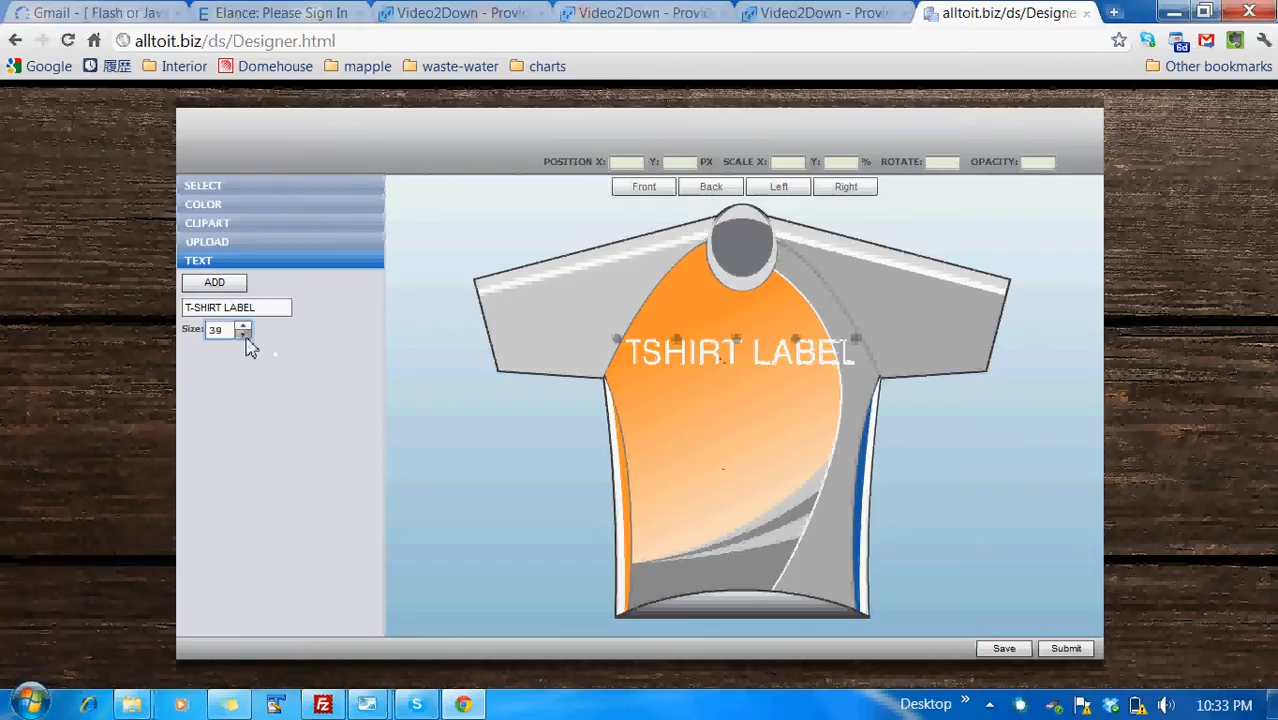 Gmail - [ Flash or Jav
Elance: Please Sign In
Video2Down - Provi
Video2Down - Provi
Video2Down - Provi
alltoit.biz/ds/Designe
alltoit.biz/ds/Designer.html
6d
Google
履歴
Interior
Domehouse
mapple
waste-water
charts
Other bookmarks
POSITION X: Y: PX SCALE X: Y: % ROTATE: OPACITY:
Front Back Left Right
SELECT
COLOR
CLIPART
UPLOAD
TEXT
ADD
T-SHIRT LABEL
Size: 39
TSHIRT LABEL
Save Submit
Desktop »
10:33 PM